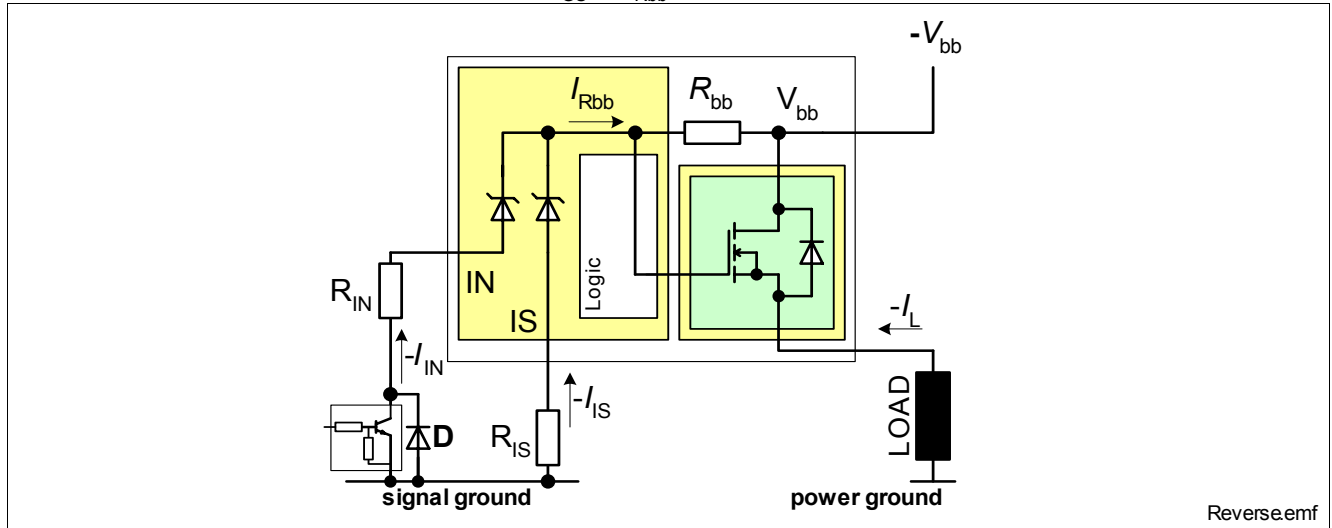 -Vbb
IRbb
Rbb
Vbb
IN
RIN
Logic
IS
-IL
-IIN
-IIS
D
RIS
LOAD
signal ground
power ground
Reverse.emf